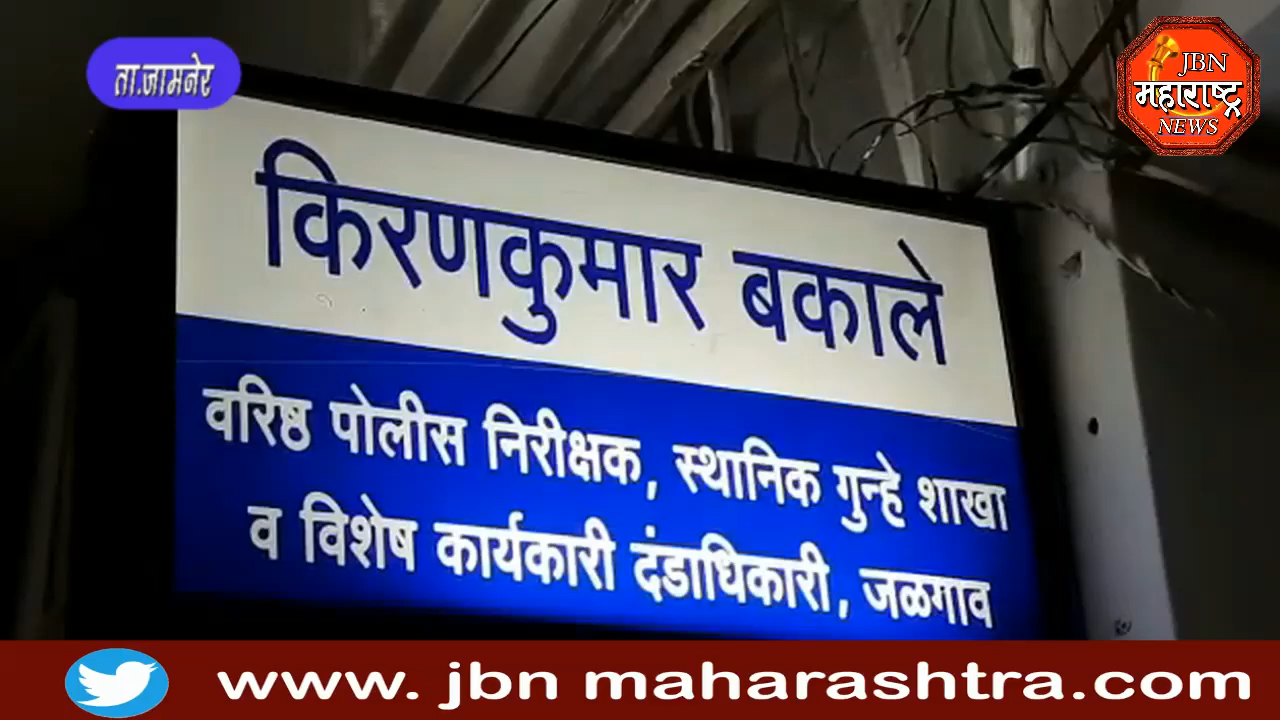 ता.जामनेर
JBN
महाराष्ट्र
NEWS
किरणकुमार बकाले
वरिष्ठ पोलीस निरीक्षक, स्थानिक गुन्हे शाखा
व विशेष कार्यकारी दंडाधिकारी, जळगाव
www. jbn maharashtra.com